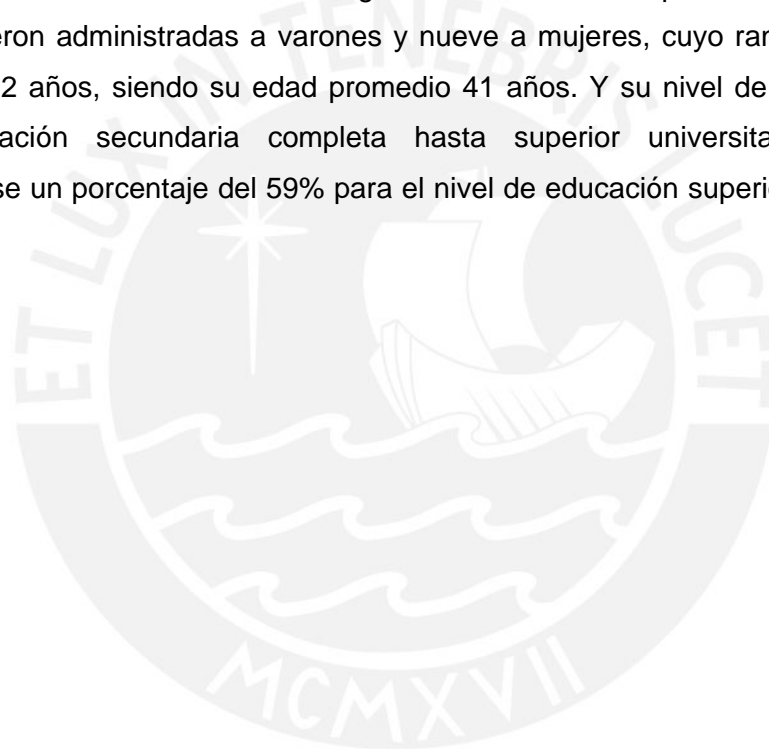 eron administradas a varones y nueve a mujeres, cuyo ran
2 años, siendo su edad promedio 41 años. Y su nivel de
ación secundaria completa hasta superior universita
se un porcentaje del 59% para el nivel de educación superi
ET LUX IN TENEBRIS LUCET
MCMXVII